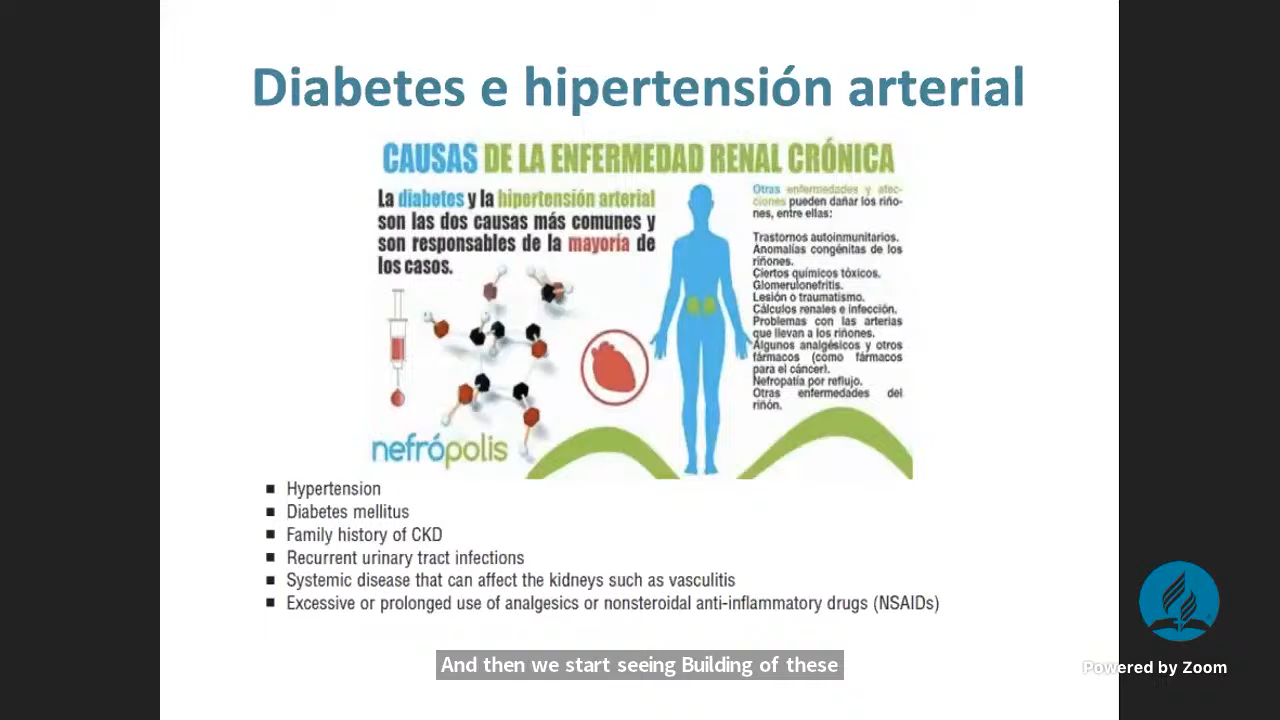 Diabetes e hipertensión arterial
CAUSAS DE LA ENFERMEDAD RENAL CRÓNICA
La diabetes y la hipertensión arterial
son las dos causas más comunes y
son responsables de la mayoría de
los casos.
Otras enfermedades y afec-
ciones pueden dañar los riño-
nes, entre ellas:
Trastornos autoinmunitarios.
Anomalías congénitas de los
riñones.
Ciertos químicos tóxicos.
Glomerulonefritis.
Lesión o traumatismo.
Cálculos renales e infección.
Problemas con las arterias
que llevan a los riñones.
Algunos analgésicos y otros
fármacos (como fármacos
para el cáncer).
Nefropatía por reflujo.
Otras enfermedades del
riñón.
nefrópolis
■ Hypertension
■ Diabetes mellitus
■ Family history of CKD
■ Recurrent urinary tract infections
■ Systemic disease that can affect the kidneys such as vasculitis
■ Excessive or prolonged use of analgesics or nonsteroidal anti-inflammatory drugs (NSAIDs)
And then we start seeing Building of these
Powered by Zoom